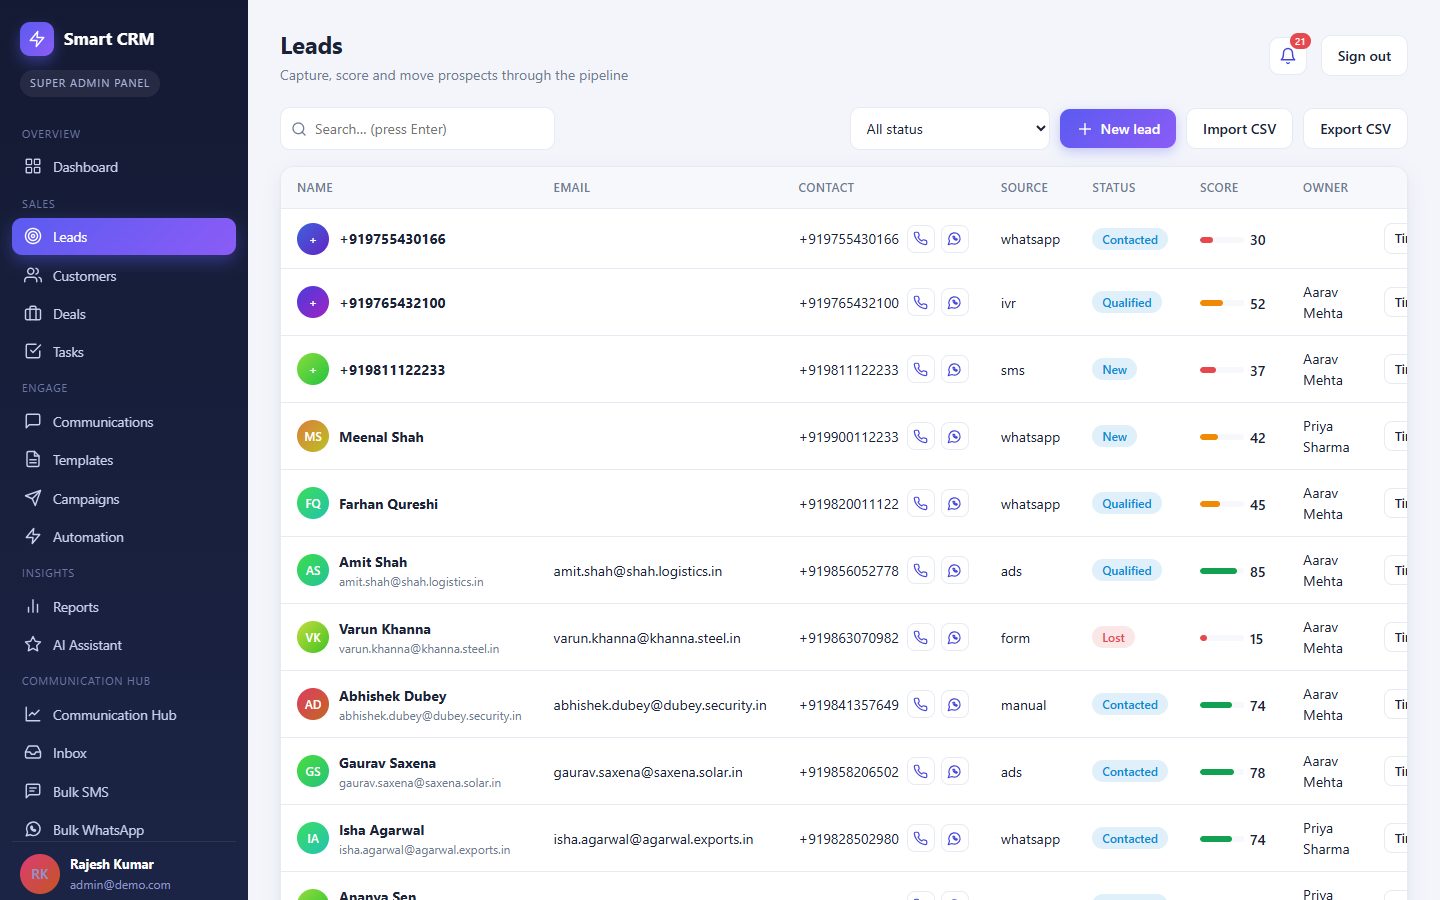 Smart CRM
SUPER ADMIN PANEL
OVERVIEW
Dashboard
SALES
Leads
Customers
Deals
Tasks
ENGAGE
Communications
Templates
Campaigns
Automation
INSIGHTS
Reports
AI Assistant
COMMUNICATION HUB
Communication Hub
Inbox
Bulk SMS
Bulk WhatsApp
RK
Rajesh Kumar
admin@demo.com
Leads
Capture, score and move prospects through the pipeline
21
Sign out
Search... (press Enter)
All status
New lead
Import CSV
Export CSV
NAME EMAIL CONTACT SOURCE STATUS SCORE OWNER
+ +919755430166 +919755430166 whatsapp Contacted 30
+ +919765432100 +919765432100 ivr Qualified 52 Aarav
Mehta
+ +919811122233 +919811122233 sms New 37 Aarav
Mehta
MS Meenal Shah +919900112233 whatsapp New 42 Priya
Sharma
FQ Farhan Qureshi +919820011122 whatsapp Qualified 45 Aarav
Mehta
AS Amit Shah amit.shah@shah.logistics.in +919856052778 ads Qualified 85 Aarav
amit.shah@shah.logistics.in Mehta
VK Varun Khanna varun.khanna@khanna.steel.in +919863070982 form Lost 15 Aarav
varun.khanna@khanna.steel.in Mehta
AD Abhishek Dubey abhishek.dubey@dubey.security.in +919841357649 manual Contacted 74 Aarav
abhishek.dubey@dubey.security.in Mehta
GS Gaurav Saxena gaurav.saxena@saxena.solar.in +919858206502 ads Contacted 78 Aarav
gaurav.saxena@saxena.solar.in Mehta
IA Isha Agarwal isha.agarwal@agarwal.exports.in +919828502980 whatsapp Contacted 74 Priya
isha.agarwal@agarwal.exports.in Sharma
Ananya Sen Priya